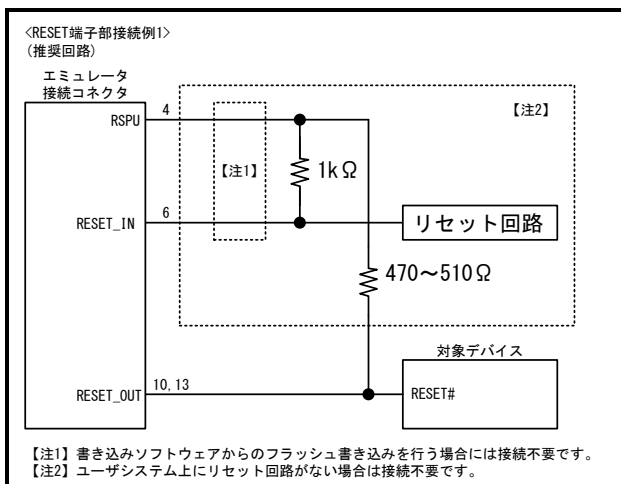 <RESET端子部接続例1>
(推奨回路)
エミュレータ
接続コネクタ
RSPU
4
【注2】
【注1】
1kΩ
RESET_IN
6
リセット回路
470～510Ω
対象デバイス
RESET_OUT
10,13
RESET#
【注1】書き込みソフトウェアからのフラッシュ書き込みを行う場合には接続不要です。
【注2】ユーザシステム上にリセット回路がない場合は接続不要です。